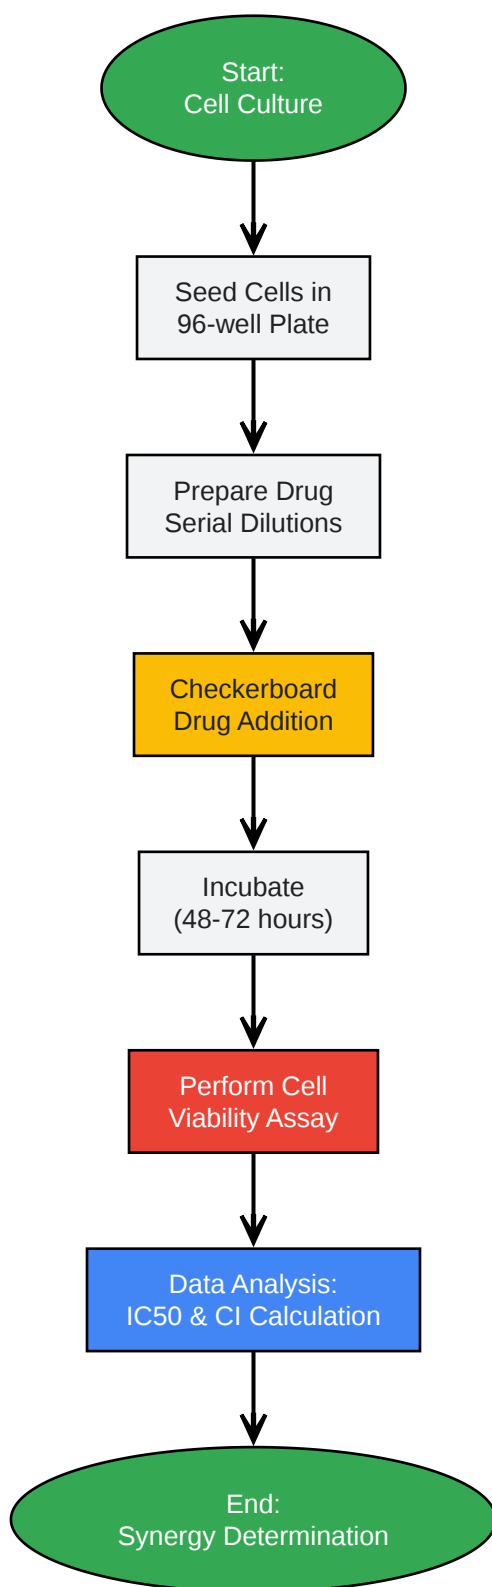 Start:
Cell Culture
Seed Cells in
96-well Plate
Prepare Drug
Serial Dilutions
Checkerboard
Drug Addition
Incubate
(48-72 hours)
Perform Cell
Viability Assay
Data Analysis:
IC50 & CI Calculation
End:
Synergy Determination